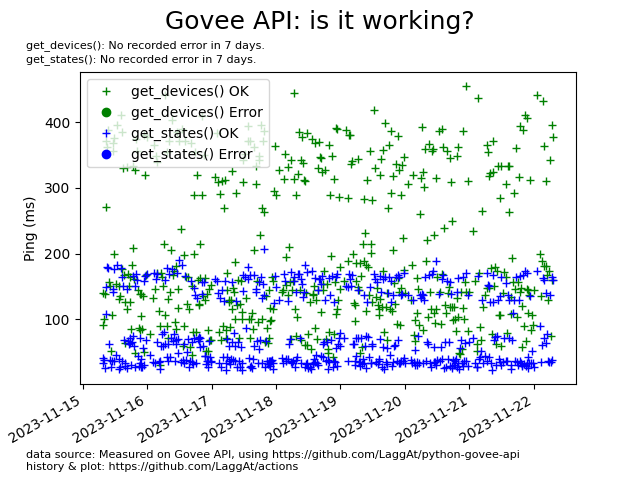 Govee API: is it working?
get_devices(): No recorded error in 7 days.
get_states(): No recorded error in 7 days.
get_devices() OK
get_devices() Error
get_states() OK
get_states() Error
Ping (ms)
400
300
200
100
2023-11-15
2023-11-16
2023-11-17
2023-11-18
2023-11-19
2023-11-20
2023-11-21
2023-11-22
data source: Measured on Govee API, using https://github.com/LaggAt/python-govee-api
history & plot: https://github.com/LaggAt/actions